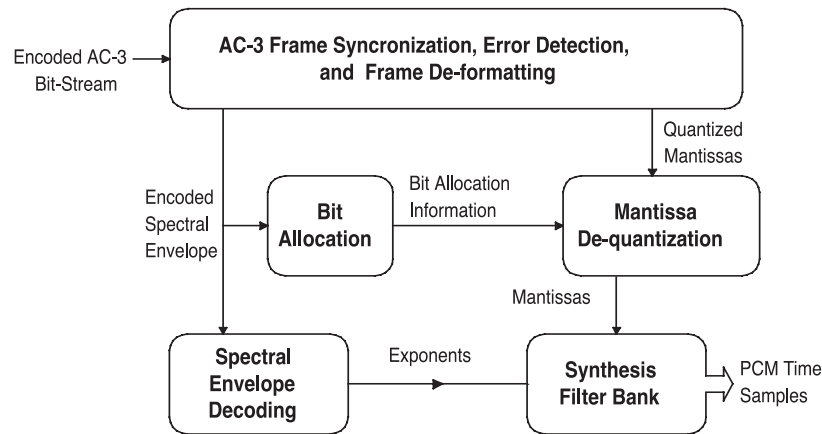 AC-3 Frame Syncronization, Error Detection,
and Frame De-formatting
Encoded AC-3
Bit-Stream
Quantized
Mantissas
Encoded
Spectral
Envelope
Bit
Allocation
Bit Allocation
Information
Mantissa
De-quantization
Mantissas
Spectral
Envelope
Decoding
Exponents
Synthesis
Filter Bank
PCM Time
Samples